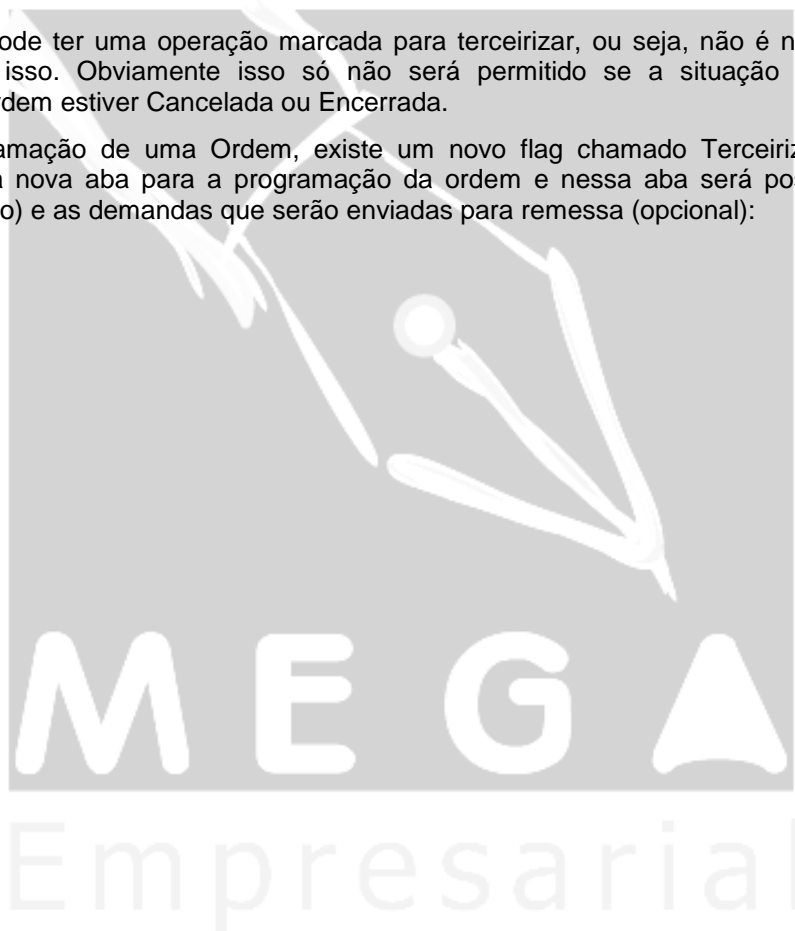 ode ter uma operação marcada para terceirizar, ou seja, não é n
isso. Obviamente isso só não será permitido se a situação
rdem estiver Cancelada ou Encerrada.
amação de uma Ordem, existe um novo flag chamado Terceiriz
a nova aba para a programação da ordem e nessa aba será pos
o) e as demandas que serão enviadas para remessa (opcional):
MEGA
Empresarial